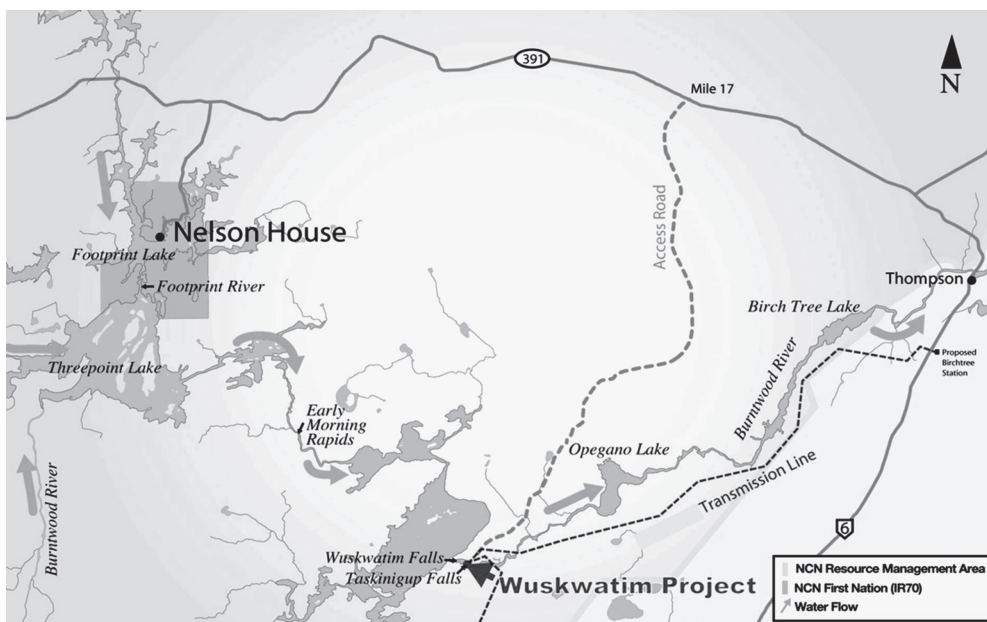 391
Mile 17
N
Nelson House
Footprint Lake
Footprint River
Access Road
Thompson
Birch Tree Lake
Threepoint Lake
Proposed
Birchtree
Station
Burntwood River
Early
Morning
Rapids
Opegano Lake
Transmission Line
Burntwood River
6
Wuskwatim Falls
Taskinigup Falls
Wuskwatim Project
NCN Resource Management Area
NCN First Nation (IR70)
Water Flow